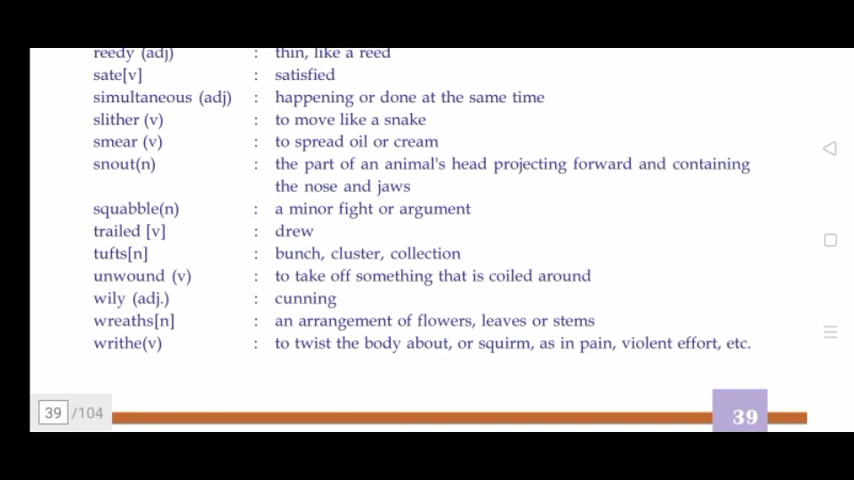 reedy (adj) : thin, like a reed
sate[v] : satisfied
simultaneous (adj) : happening or done at the same time
slither (v) : to move like a snake
smear (v) : to spread oil or cream
snout(n) : the part of an animal's head projecting forward and containing
the nose and jaws
squabble(n) : a minor fight or argument
trailed [v] : drew
tufts[n] : bunch, cluster, collection
unwound (v) : to take off something that is coiled around
wily (adj.) : cunning
wreaths[n] : an arrangement of flowers, leaves or stems
writhe(v) : to twist the body about, or squirm, as in pain, violent effort, etc.
39 /104
39